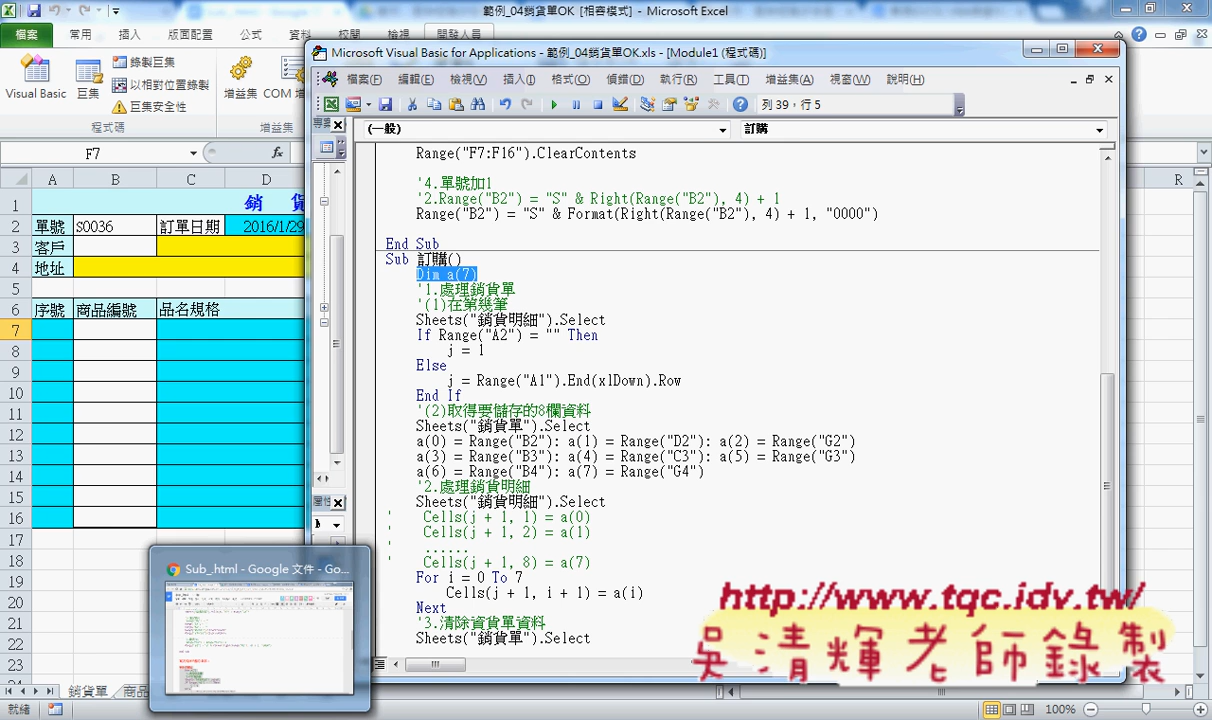 範例_04銷貨單OK [相容模式] - Microsoft Excel
檔案 常用 插入 版面配置 公式 資料 校閱 檢視 開發人員
Visual Basic 巨集 錄製巨集 以相對位置錄製 巨集安全性 增益集 COM
程式碼 增益集
F7 fx
A B C D R
1 銷 貨
2 單號 S0036 訂單日期 2016/1/29
3 客戶
4 地址
5
6 序號 商品編號 品名規格
7
8
9
10
11
12
13
14
15
16
17
18
19
20
21
22
23
銷貨單 商品
就緒 100%
Sub_.html - Google 文件 - Go...
Microsoft Visual Basic for Applications - 範例_04銷貨單OK.xls - [Module1 (程式碼)]
檔案(F) 編輯(E) 檢視(V) 插入(I) 格式(O) 偵錯(D) 執行(R) 工具(T) 增益集(A) 視窗(W) 說明(H)
列 39，行 5
(一般) 訂購
Range("F7:F16").ClearContents
'4.單號加1
'2.Range("B2") = "S" & Right(Range("B2"), 4) + 1
Range("B2") = "S" & Format(Right(Range("B2"), 4) + 1, "0000")
End Sub
Sub 訂購()
Dim a(7)
'1.處理銷貨單
'(1)在第幾筆
Sheets("銷貨明細").Select
If Range("A2") = "" Then
j = 1
Else
j = Range("A1").End(xlDown).Row
End If
'(2)取得要儲存的8欄資料
Sheets("銷貨單").Select
a(0) = Range("B2"): a(1) = Range("D2"): a(2) = Range("G2")
a(3) = Range("B3"): a(4) = Range("C3"): a(5) = Range("G3")
a(6) = Range("B4"): a(7) = Range("G4")
'2.處理銷貨明細
Sheets("銷貨明細").Select
' Cells(j + 1, 1) = a(0)
' Cells(j + 1, 2) = a(1)
' ......
' Cells(j + 1, 8) = a(7)
For i = 0 To 7
Cells(j + 1, i + 1) = a(i)
Next
'3.清除資貨單資料
Sheets("銷貨單").Select
http://www.tqc.idv.tw/
吳清輝老師錄製